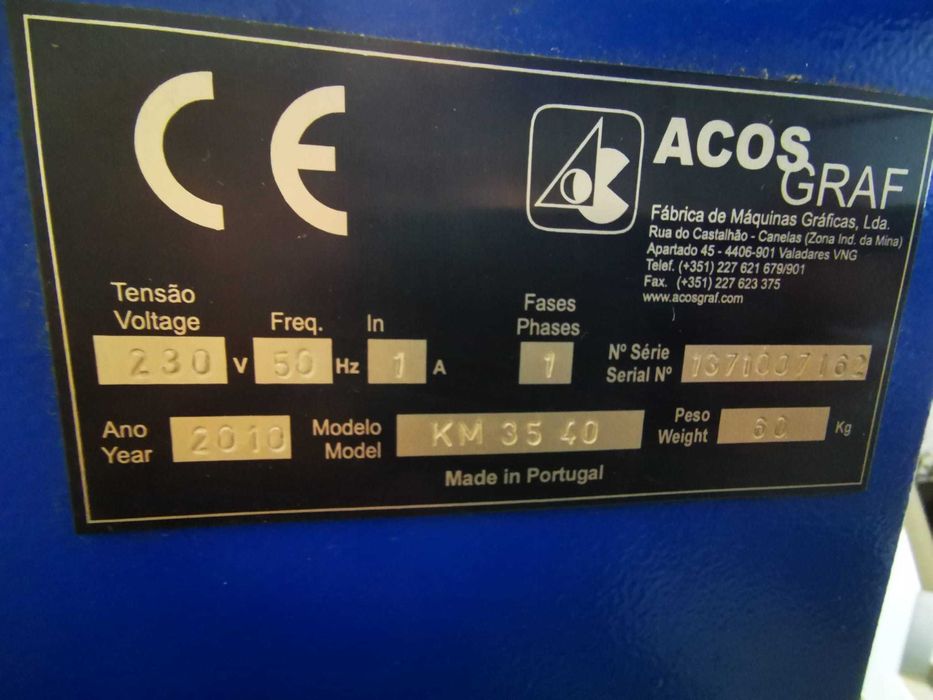 CE
ACOS
GRAF
Fábrica de Máquinas Gráficas, Lda.
Rua do Castalhão - Canelas (Zona Ind. da Mina)
Apartado 45 - 4406-901 Valadares VNG
Telef. (+351) 227 621 679/901
Fax. (+351) 227 623 375
www.acosgraf.com
Tensão
Voltage 230 V
Freq. 50 Hz
In 1 A
Fases
Phases 1
Nº Série
Serial Nº 1371007162
Ano
Year 2010
Modelo
Model KM 35 40
Peso
Weight 60 Kg
Made in Portugal